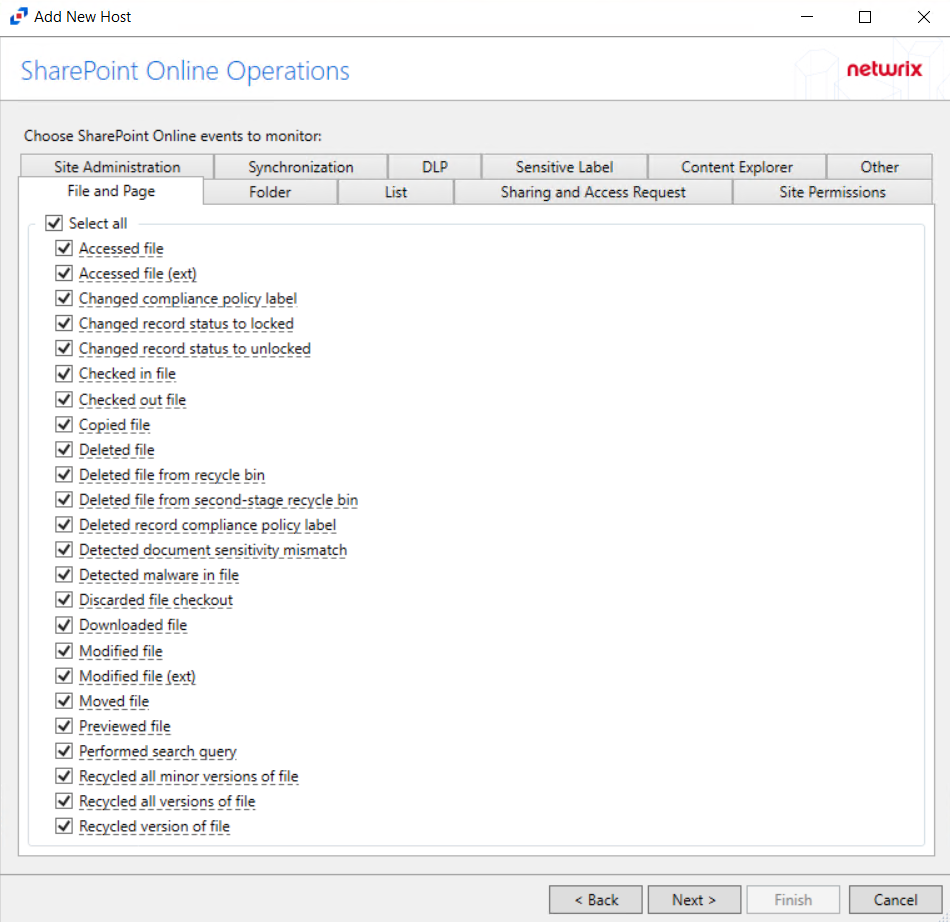 Add New Host
SharePoint Online Operations
netwrix
Choose SharePoint Online events to monitor:
Site Administration Synchronization DLP Sensitive Label Content Explorer Other
File and Page Folder List Sharing and Access Request Site Permissions
Select all
Accessed file
Accessed file (ext)
Changed compliance policy label
Changed record status to locked
Changed record status to unlocked
Checked in file
Checked out file
Copied file
Deleted file
Deleted file from recycle bin
Deleted file from second-stage recycle bin
Deleted record compliance policy label
Detected document sensitivity mismatch
Detected malware in file
Discarded file checkout
Downloaded file
Modified file
Modified file (ext)
Moved file
Previewed file
Performed search query
Recycled all minor versions of file
Recycled all versions of file
Recycled version of file
< Back Next > Finish Cancel